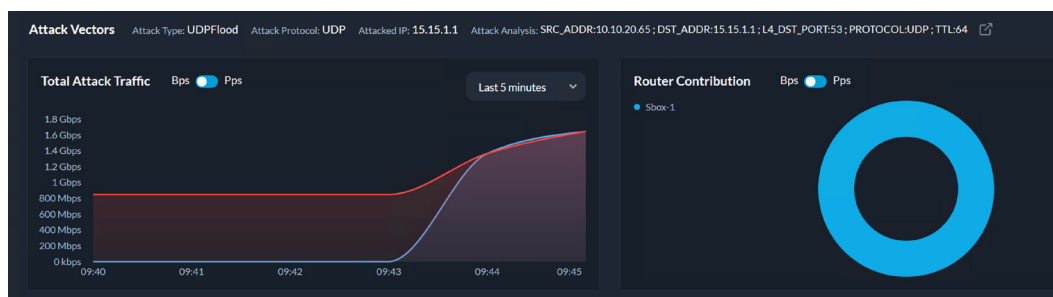 Attack Vectors Attack Type: UDPFlood Attack Protocol: UDP Attacked IP: 15.15.1.1 Attack Analysis: SRC_ADDR:10.10.20.65 ; DST_ADDR:15.15.1.1 ; L4_DST_PORT:53 ; PROTOCOL:UDP ; TTL:64
Total Attack Traffic Bps Pps
Last 5 minutes
1.8 Gbps
1.6 Gbps
1.4 Gbps
1.2 Gbps
1 Gbps
800 Mbps
600 Mbps
400 Mbps
200 Mbps
0 kbps
09:40 09:41 09:42 09:43 09:44 09:45
Router Contribution Bps Pps
Sbox-1